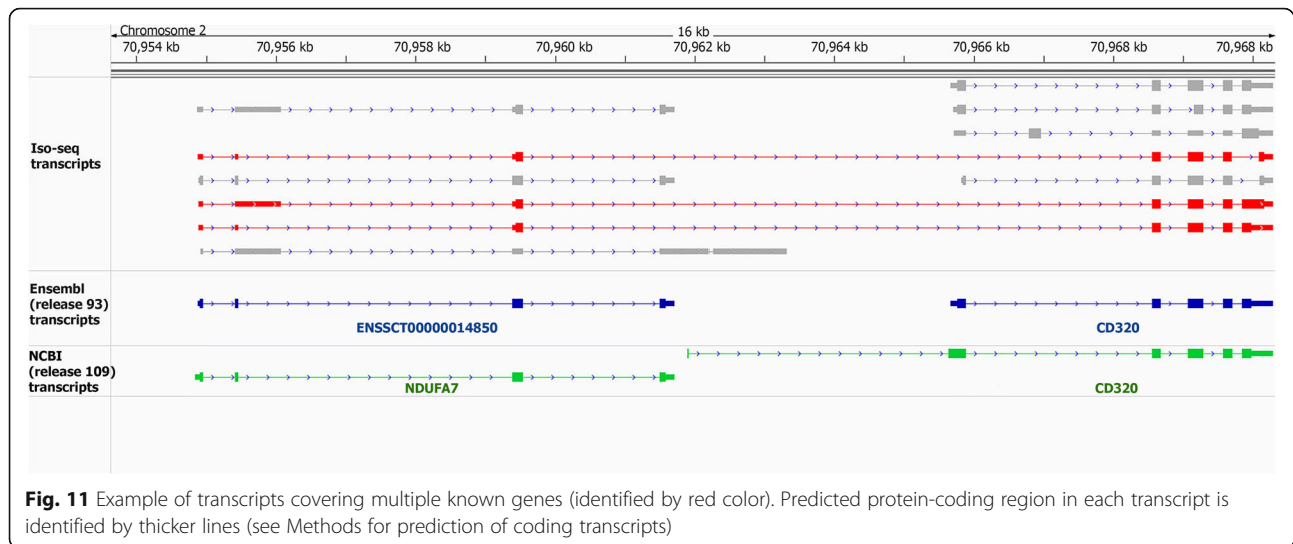 Chromosome 2
16 kb
70,954 kb 70,956 kb 70,958 kb 70,960 kb 70,962 kb 70,964 kb 70,966 kb 70,968 kb 70,968 kb
Iso-seq
transcripts
Ensembl
(release 93)
transcripts
ENSSCT00000014850 CD320
NCBI
(release 109)
transcripts
NDUFA7 CD320
Fig. 11 Example of transcripts covering multiple known genes (identified by red color). Predicted protein-coding region in each transcript is
identified by thicker lines (see Methods for prediction of coding transcripts)